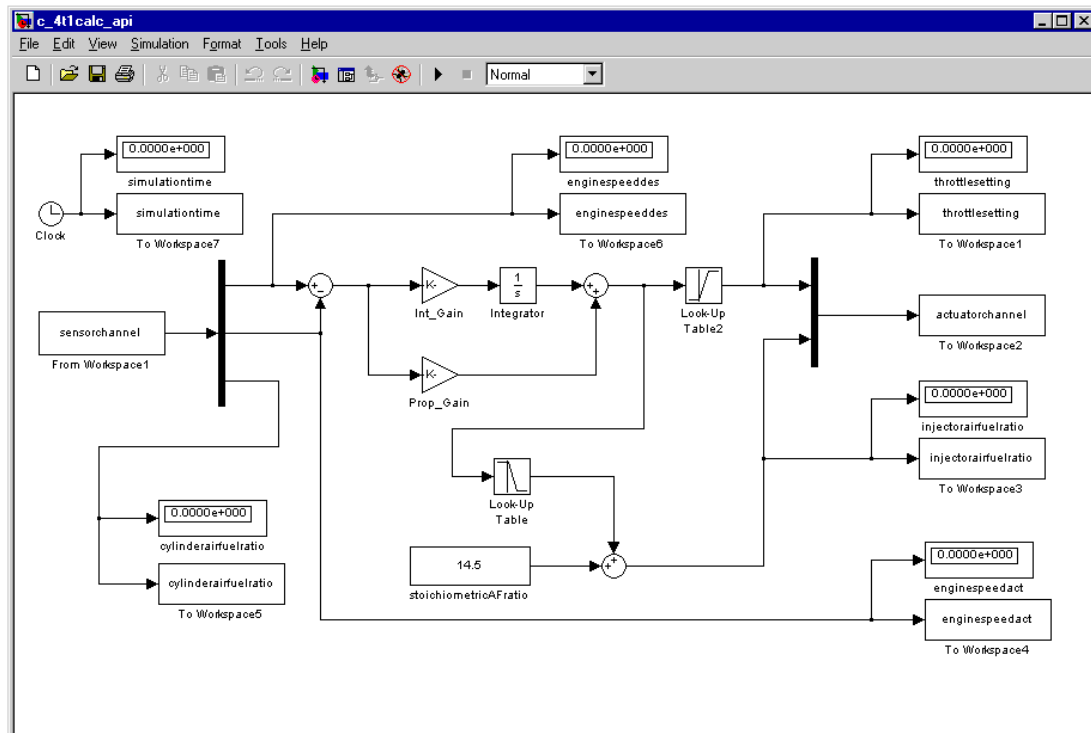 c_4t1calc_api
File Edit View Simulation Format Tools Help
Normal
0.0000e+000
simulationtime
simulationtime
To Workspace7
Clock
0.0000e+000
enginespeeddes
enginespeeddes
To Workspace6
0.0000e+000
throttlesetting
throttlesetting
To Workspace1
sensorchannel
From Workspace1
+
-
K-
Int_Gain
1
s
Integrator
+
+
Look-Up
Table2
K-
Prop_Gain
actuatorchannel
To Workspace2
0.0000e+000
injectorairfuelratio
injectorairfuelratio
To Workspace3
Look-Up
Table
0.0000e+000
cylinderairfuelratio
cylinderairfuelratio
To Workspace5
14.5
stoichiometricAFratio
+
+
0.0000e+000
enginespeedact
enginespeedact
To Workspace4